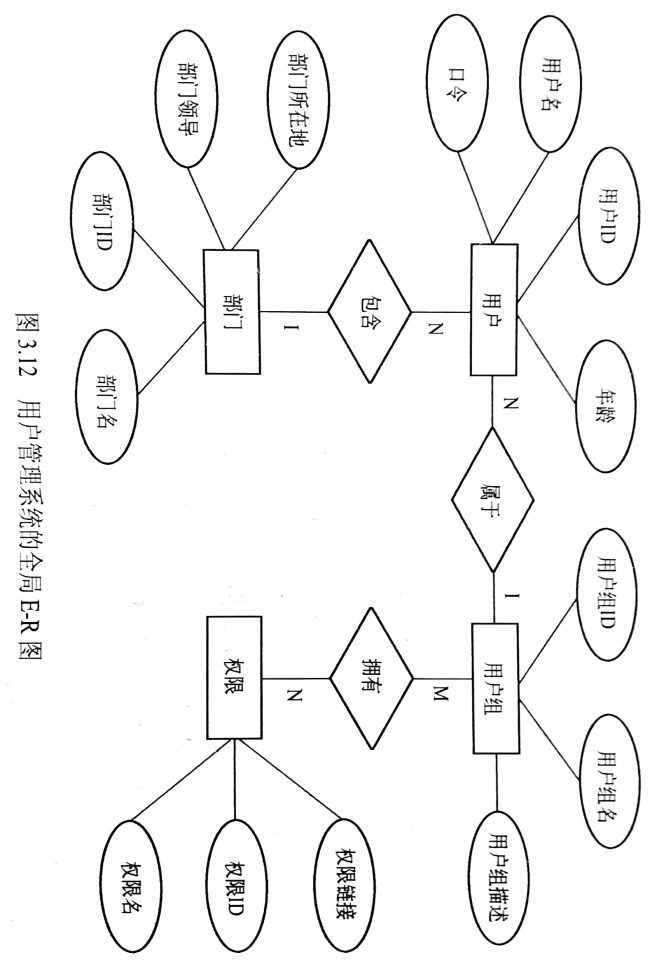 用户ID
年龄
用户组ID
用户组名
用户名
口令
用户
N
属于
I
用户组
用户组描述
N
M
包含
拥有
I
N
部门所在地
部门领导
部门
权限
权限链接
权限ID
权限名
部门ID
部门名
图 3.12 用户管理系统的全局 E-R 图